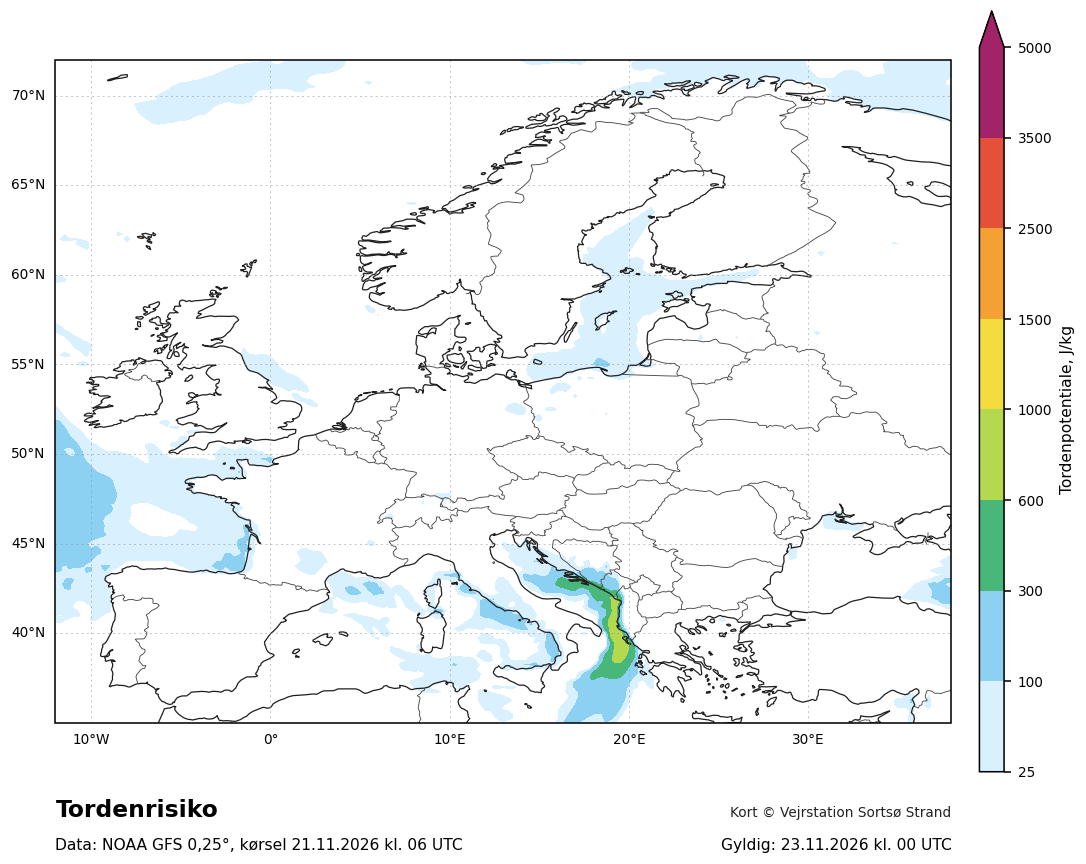 5000
3500
2500
1500
1000
600
300
100
25
Tordenpotentiale, J/kg
70°N
65°N
60°N
55°N
50°N
45°N
40°N
10°W
0°
10°E
20°E
30°E
Tordenrisiko
Kort © Vejrstation Sortsø Strand
Data: NOAA GFS 0,25°, kørsel 21.11.2026 kl. 06 UTC
Gyldig: 23.11.2026 kl. 00 UTC